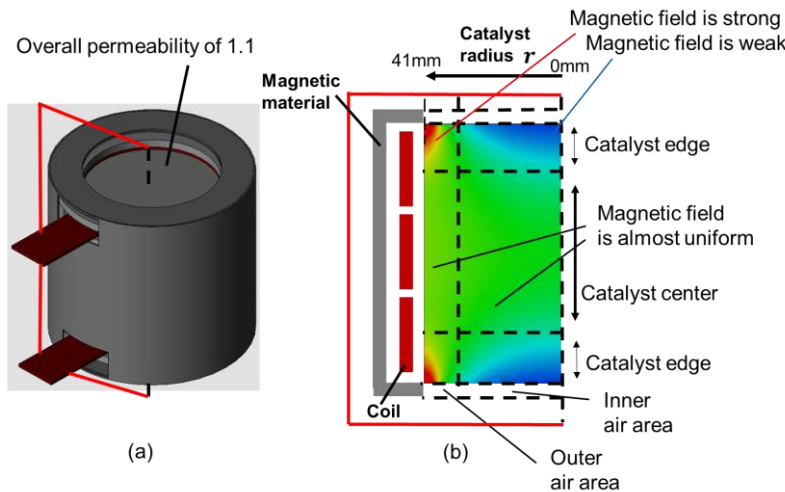 Overall permeability of 1.1
(a)
Magnetic
material
41mm
Catalyst
radius r
0mm
Magnetic field is strong
Magnetic field is weak
Catalyst edge
Magnetic field
is almost uniform
Catalyst center
Catalyst edge
Coil
Inner
air area
Outer
air area
(b)